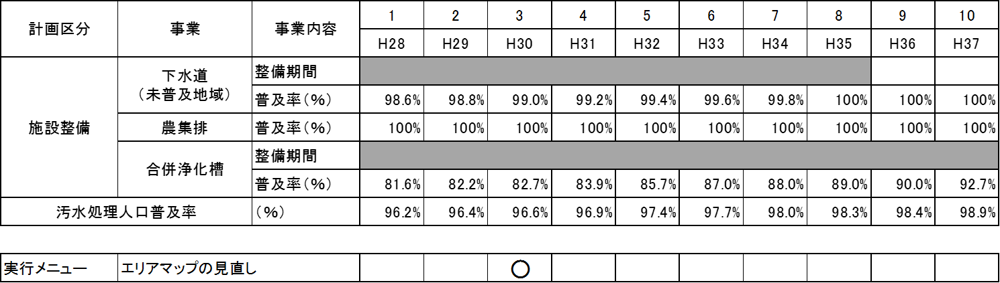 計画区分 事業 事業内容 1 2 3 4 5 6 7 8 9 10
H28 H29 H30 H31 H32 H33 H34 H35 H36 H37
施設整備 下水道
（未普及地域） 整備期間
普及率（％） 98.6% 98.8% 99.0% 99.2% 99.4% 99.6% 99.8% 100% 100% 100%
農集排 普及率（％） 100% 100% 100% 100% 100% 100% 100% 100% 100% 100%
合併浄化槽 整備期間
普及率（％） 81.6% 82.2% 82.7% 83.9% 85.7% 87.0% 88.0% 89.0% 90.0% 92.7%
汚水処理人口普及率 （％） 96.2% 96.4% 96.6% 96.9% 97.4% 97.7% 98.0% 98.3% 98.4% 98.9%
実行メニュー エリアマップの見直し ○